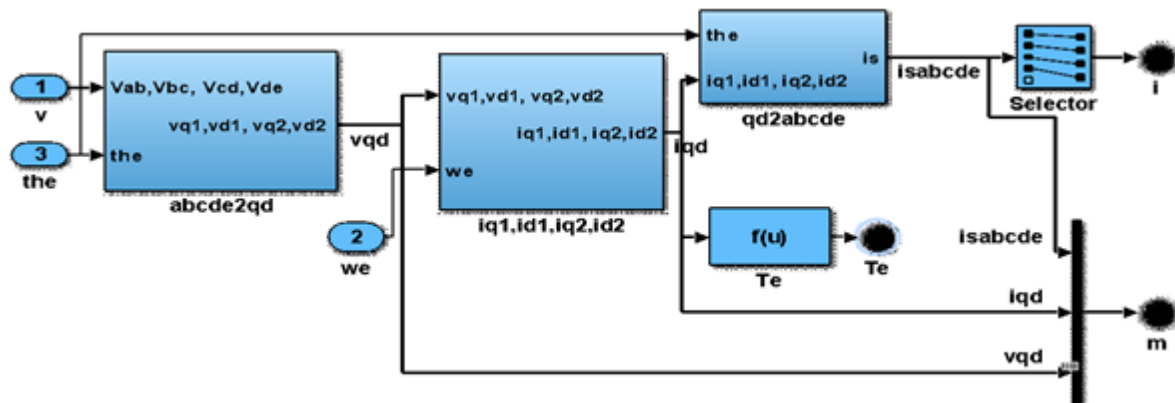 the
is
iq1,id1, iq2,id2
qd2abcde
isabcde
Selector
i
1
v
Vab,Vbc, Vcd,Vde
vq1,vd1, vq2,vd2
3
the
the
abcde2qd
vqd
vq1,vd1, vq2,vd2
iq1,id1, iq2,id2
we
iq1,id1,iq2,id2
iqd
2
we
f(u)
Te
Te
isabcde
iqd
vqd
m